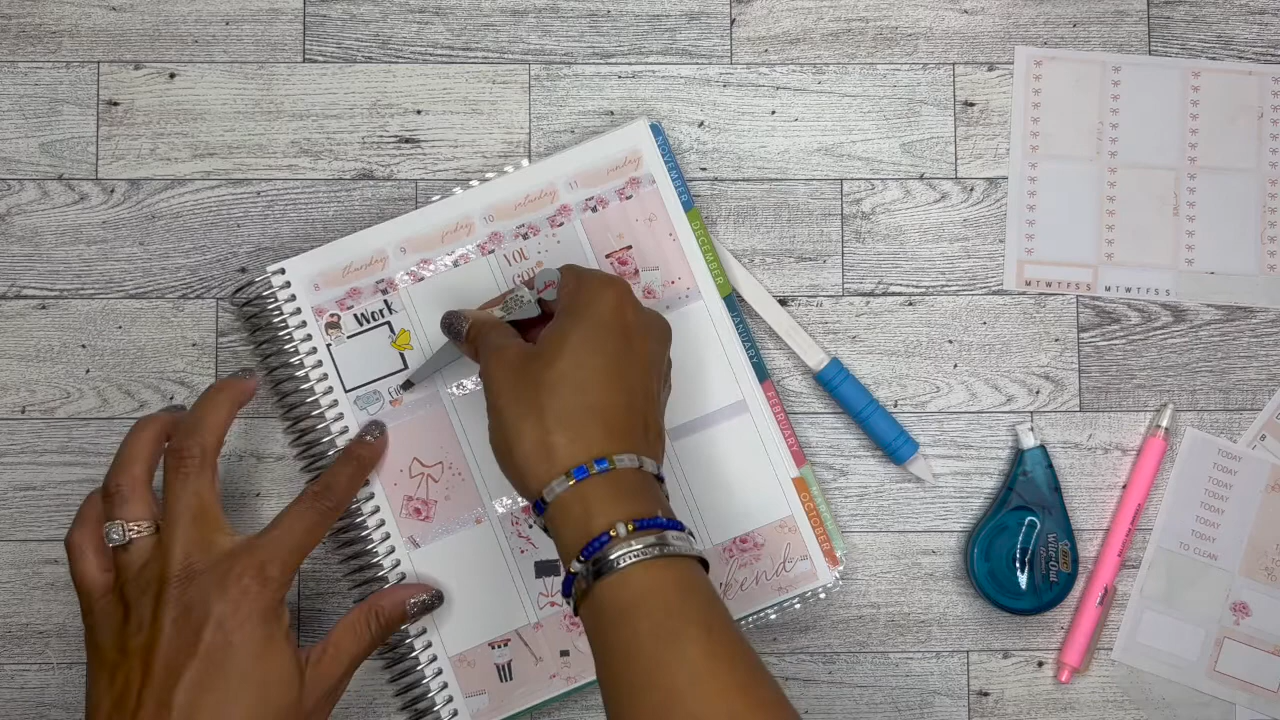 8 thursday
9 friday
10 saturday
11 sunday
Work
YOU
GOT
NOVEMBER
DECEMBER
JANUARY
FEBRUARY
OCTOBER
M T W T F S S
M T W T F S S
BIC
Wite-Out
TODAY
TODAY
TODAY
TODAY
TODAY
TODAY
TODAY
TO CLEAN